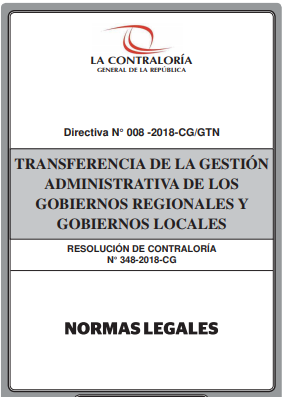 LA CONTRALORÍA
GENERAL DE LA REPÚBLICA
Directiva N° 008 -2018-CG/GTN
TRANSFERENCIA DE LA GESTIÓN
ADMINISTRATIVA DE LOS
GOBIERNOS REGIONALES Y
GOBIERNOS LOCALES
RESOLUCIÓN DE CONTRALORÍA
N° 348-2018-CG
NORMAS LEGALES